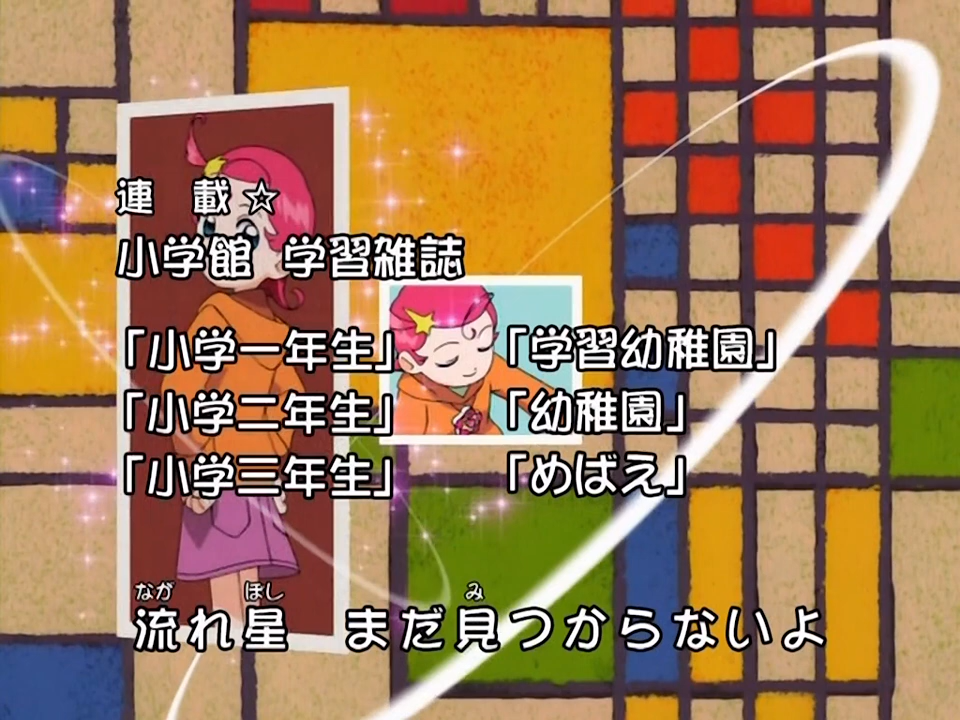 連 載☆
小学館 学習雑誌
「小学一年生」 「学習幼稚園」
「小学二年生」 「幼稚園」
「小学三年生」 「めばえ」
なが ほし み
流れ星 まだ見つからないよ